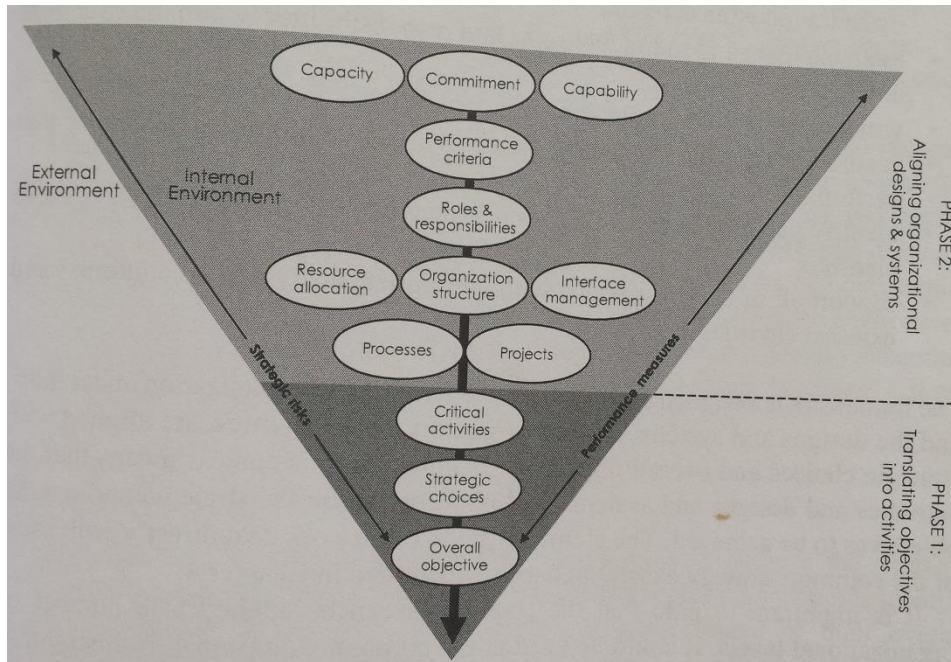 Capacity
Commitment
Capability
Performance
criteria
External
Environment
Internal
Environment
Roles &
responsibilities
Resource
allocation
Organization
structure
Interface
management
Processes
Projects
Strategic risks
Performance measures
Critical
activities
Strategic
choices
Overall
objective
PHASE 2:
Aligning organizational
designs & systems
PHASE 1:
Translating objectives
into activities